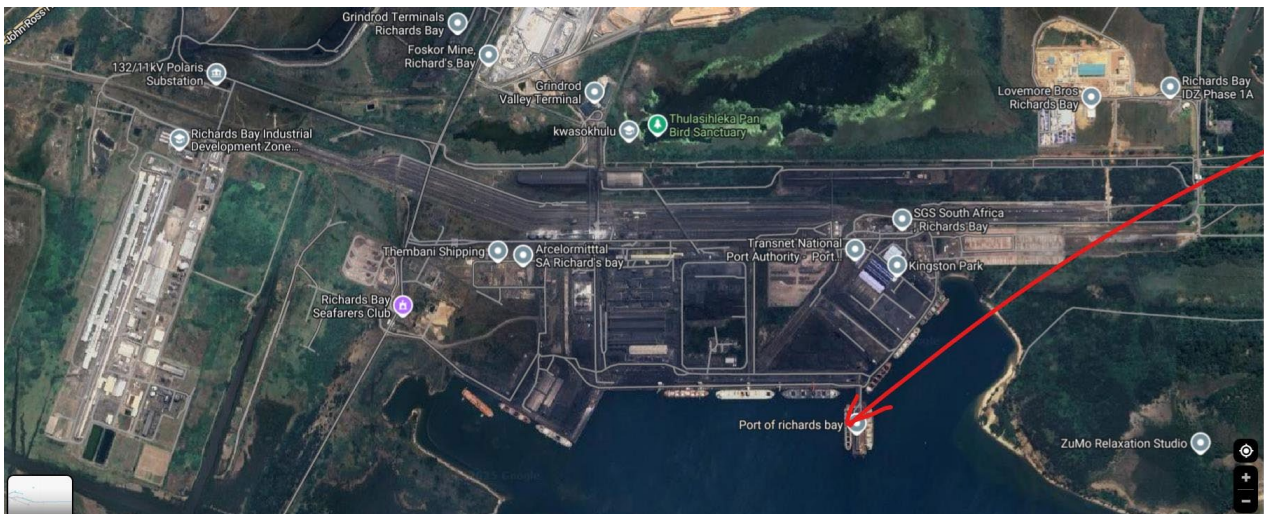 JohnRoss
Grindrod Terminals
Richards Bay
Foskor Mine,
Richard's Bay
132/11kV Polaris
Substation
Grindrod
Valley Terminal
Lovemore Bros
Richards Bay
Richards Bay
IDZ Phase 1A
Thulasihleka Pan
Bird Sanctuary
kwasokhulu
Richards Bay Industrial
Development Zone...
SGS South Africa
, Richards Bay
Thembani Shipping
Arcelormitttal
SA Richard's bay
Transnet National
Port Authority - Port...
Kingston Park
Richards Bay
Seafarers Club
Port of richards bay
ZuMo Relaxation Studio